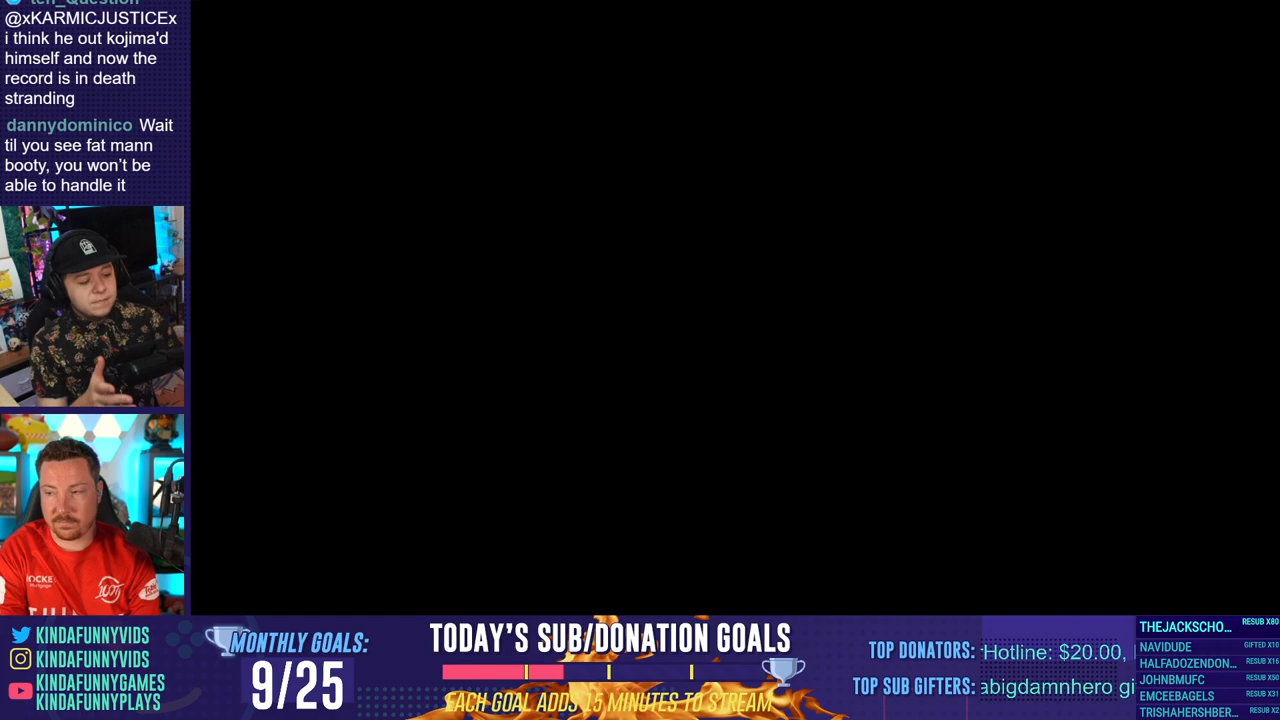 ten_Question
@xKARMICJUSTICEx
i think he out kojima'd
himself and now the
record is in death
stranding
dannydominico Wait
til you see fat mann
booty, you won't be
able to handle it
KINDAFUNNYVIDS
KINDAFUNNYVIDS
KINDAFUNNYGAMES
KINDAFUNNYPLAYS
MONTHLY GOALS:
9/25
TODAY'S SUB/DONATION GOALS
EACH GOAL ADDS 15 MINUTES TO STREAM
TOP DONATORS: Hotline: $20.00,
TOP SUB GIFTERS: abigdamnhero gi
THEJACKSCHO... RESUB X80
NAVIDUDE GIFTED X10
HALFADOZENDON... RESUB X16
JOHNBMUFC RESUB X50
EMCEEBAGELS RESUB X31
TRISHAHERSHBER... RESUB X2